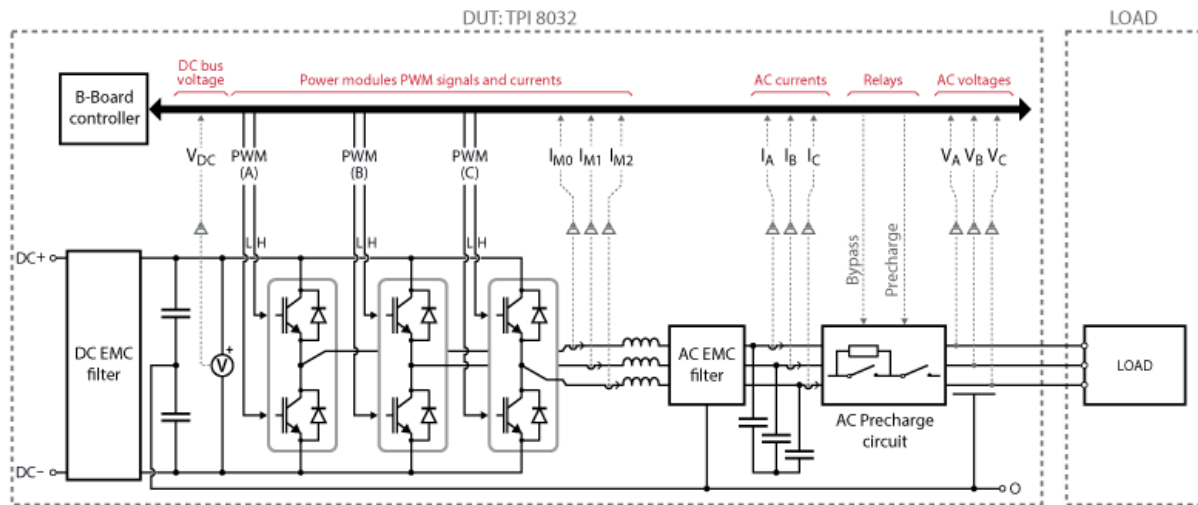 DUT: TPI 8032
LOAD
DC bus
voltage
Power modules PWM signals and currents
AC currents
Relays
AC voltages
B-Board
controller
VDC
PWM
(A)
PWM
(B)
PWM
(C)
IM0 IM1 IM2
IA IB IC
VA VB VC
Bypass
Precharge
L H
L H
L H
DC+
DC EMC
filter
V
+
AC EMC
filter
LOAD
AC Precharge
circuit
DC−
O